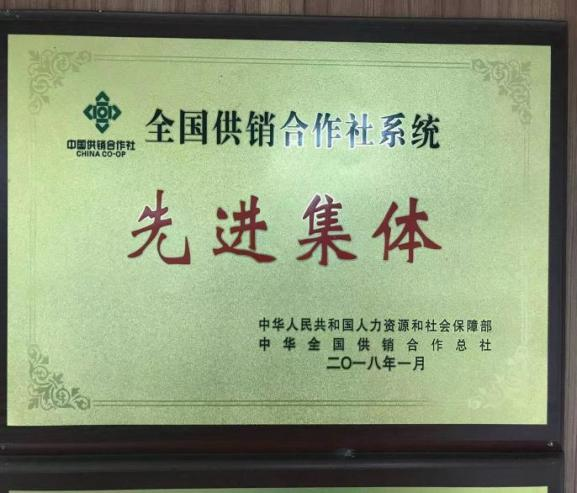 中国供销合作社
CHINA CO-OP
全国供销合作社系统
先进集体
中华人民共和国人力资源和社会保障部
中华全国供销合作总社
二〇一八年一月